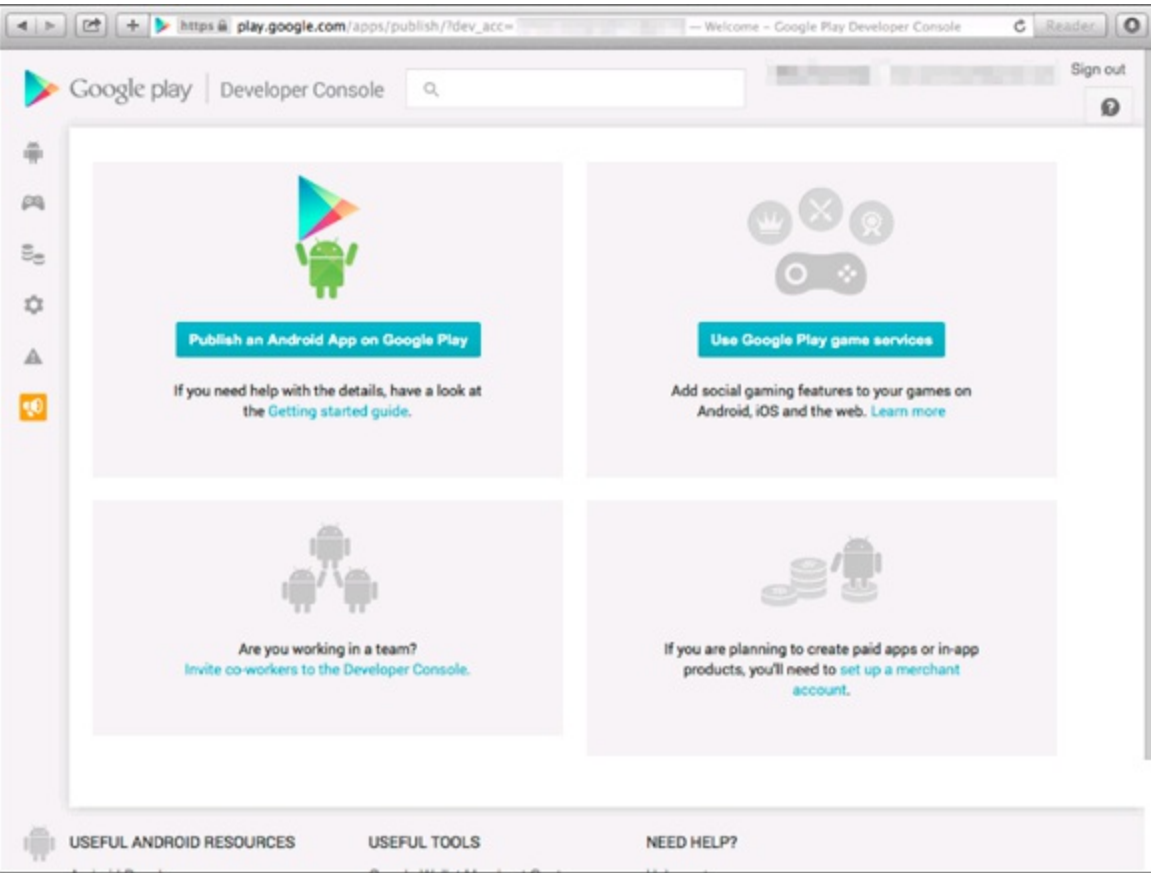 https play.google.com/apps/publish/?dev_acc= — Welcome – Google Play Developer Console Reader
Google play Developer Console
Sign out
Publish an Android App on Google Play
If you need help with the details, have a look at
the Getting started guide.
Use Google Play game services
Add social gaming features to your games on
Android, iOS and the web. Learn more
Are you working in a team?
Invite co-workers to the Developer Console.
If you are planning to create paid apps or in-app
products, you'll need to set up a merchant
account.
USEFUL ANDROID RESOURCES
USEFUL TOOLS
NEED HELP?